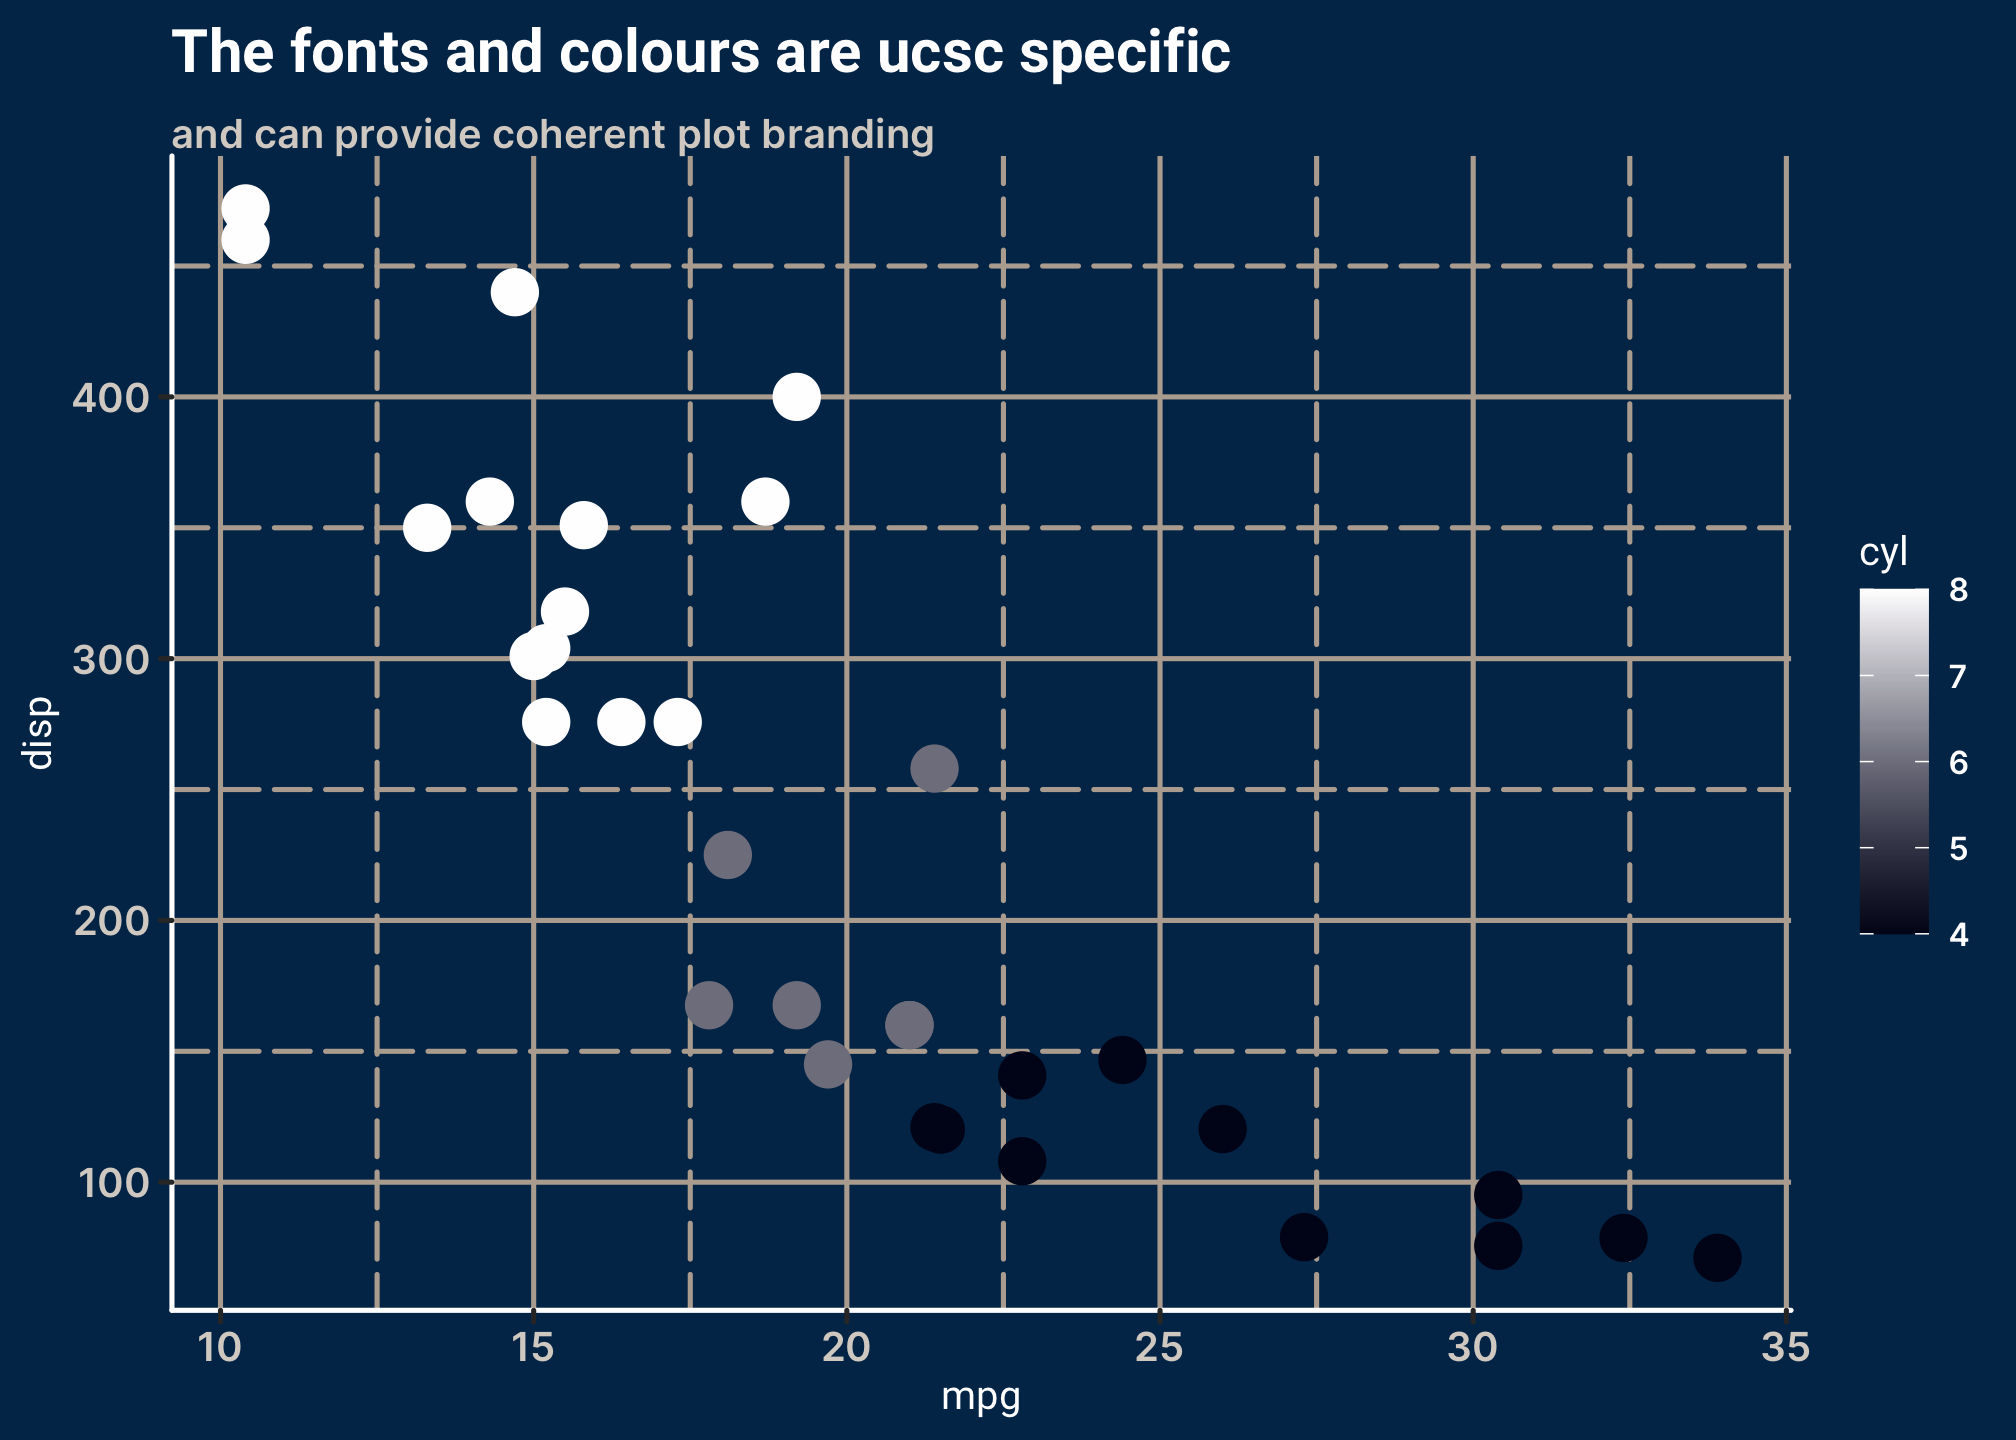 The fonts and colours are ucsc specific
and can provide coherent plot branding
400
300
200
100
disp
10 15 20 25 30 35
mpg
cyl
8
7
6
5
4